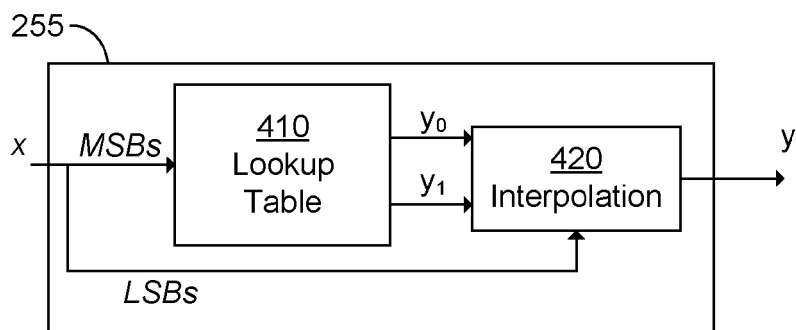 255
x
MSBs
410
Lookup
Table
y0
y1
420
Interpolation
y
LSBs